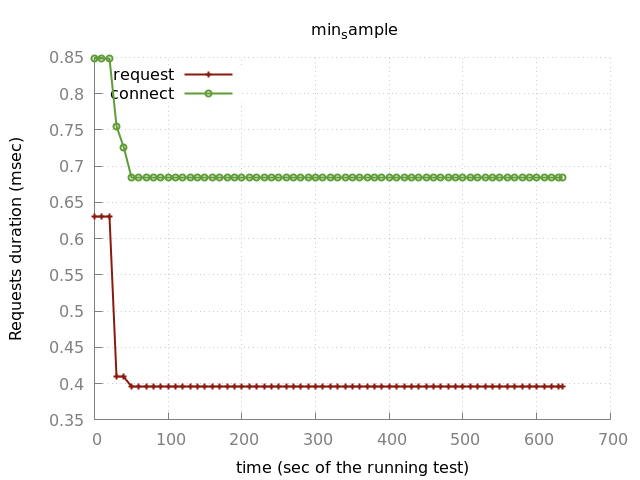 min_sample
0.85
request
0.8
connect
0.75
0.7
0.65
0.6
0.55
0.5
0.45
0.4
0.35
Requests duration (msec)
0 100 200 300 400 500 600 700
time (sec of the running test)